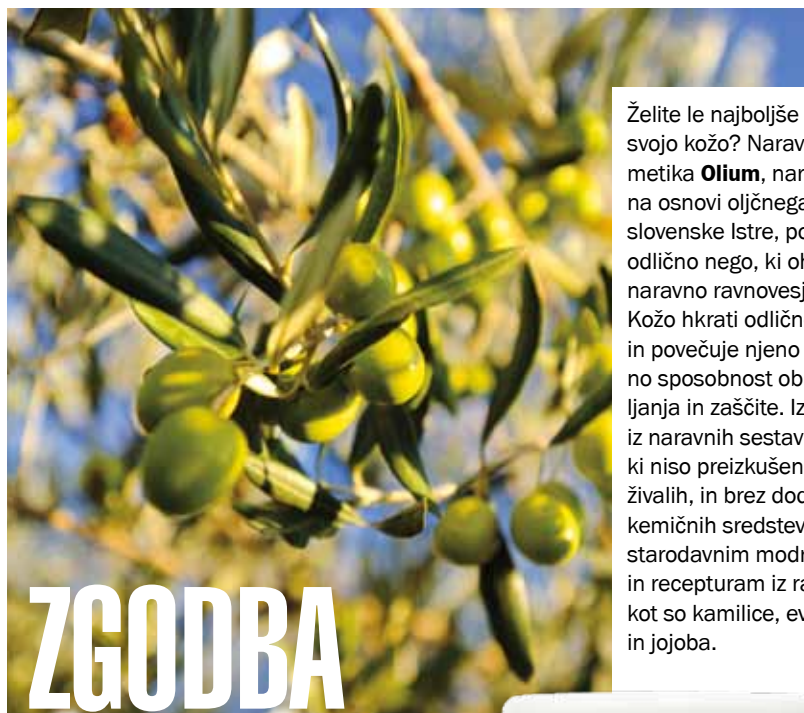 Želite le najboljše
svojo kožo? Narav
metika Olium, nar
na osnovi oljčnega
slovenske Istre, po
odlično nego, ki oh
naravno ravnovesj
Kožo hkrati odličn
in povečuje njeno
no sposobnost ob
ljanja in zaščite. Iz
iz naravnih sestav
ki niso preizkušen
živalih, in brez dod
kemičnih sredstev
starodavnim modr
in recepturam iz ra
kot so kamilice, ev
in jojoba.
ZGODBA